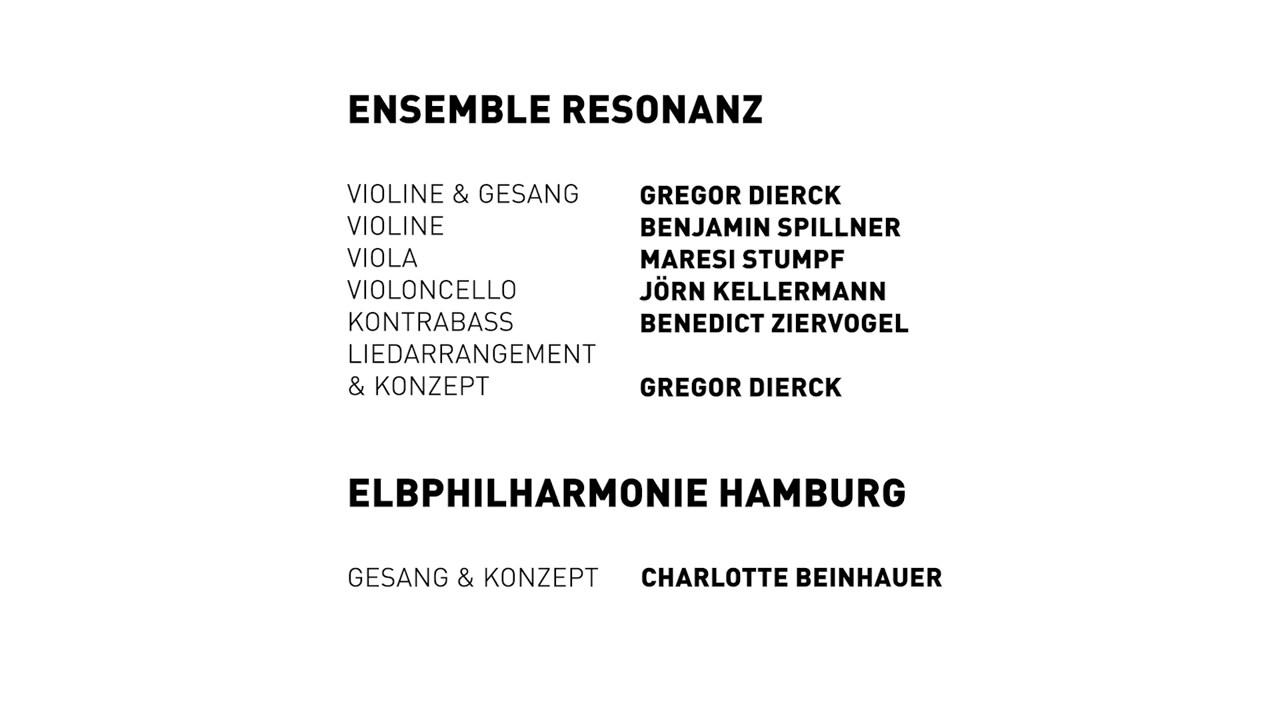 ENSEMBLE RESONANZ
VIOLINE & GESANG GREGOR DIERCK
VIOLINE BENJAMIN SPILLNER
VIOLA MARESI STUMPF
VIOLONCELLO JÖRN KELLERMANN
KONTRABASS BENEDICT ZIERVOGEL
LIEDARRANGEMENT
& KONZEPT GREGOR DIERCK
ELBPHILHARMONIE HAMBURG
GESANG & KONZEPT CHARLOTTE BEINHAUER